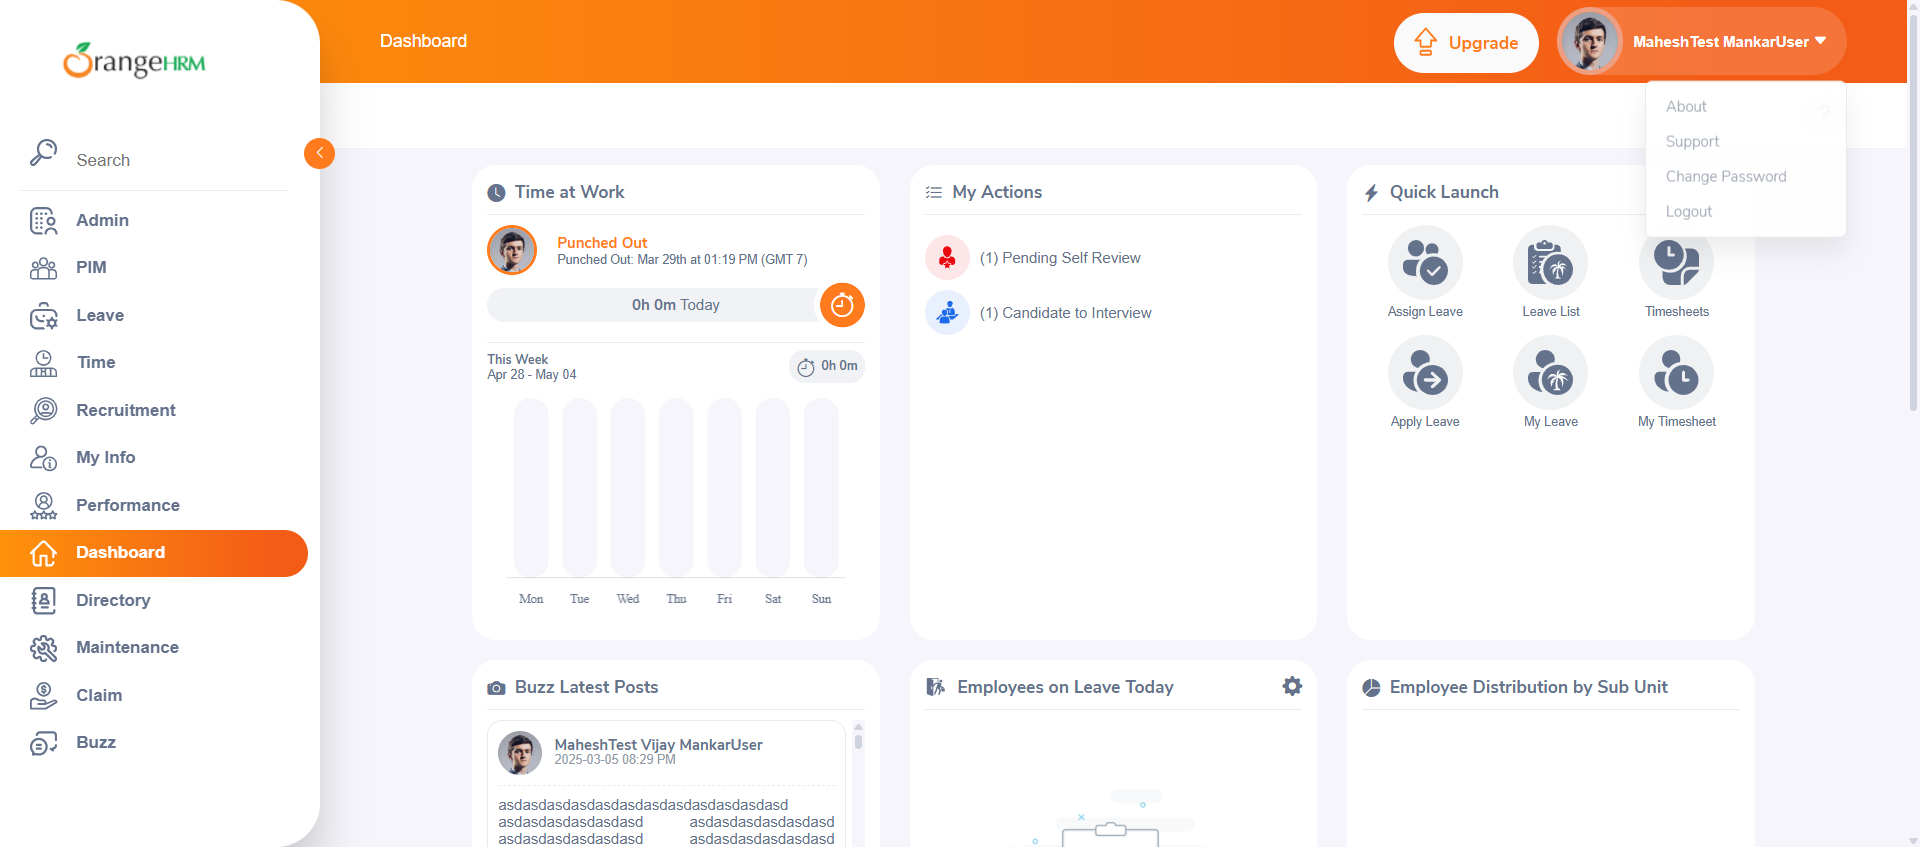 OrangeHRM
Search
Admin
PIM
Leave
Time
Recruitment
My Info
Performance
Dashboard
Directory
Maintenance
Claim
Buzz
Dashboard
Upgrade
MaheshTest MankarUser
About
?
Support
Change Password
Logout
Time at Work
Punched Out
Punched Out: Mar 29th at 01:19 PM (GMT 7)
0h 0m Today
This Week
Apr 28 - May 04
0h 0m
Mon Tue Wed Thu Fri Sat Sun
My Actions
(1) Pending Self Review
(1) Candidate to Interview
Quick Launch
Assign Leave
Leave List
Timesheets
Apply Leave
My Leave
My Timesheet
Buzz Latest Posts
MaheshTest Vijay MankarUser
2025-03-05 08:29 PM
asdasdasdasdasdasdasdasdasdasdasd
asdasdasdasdasdasd asdasdasdasdasdasd
asdasdasdasdasdasd asdasdasdasdasdasd
Employees on Leave Today
Employee Distribution by Sub Unit